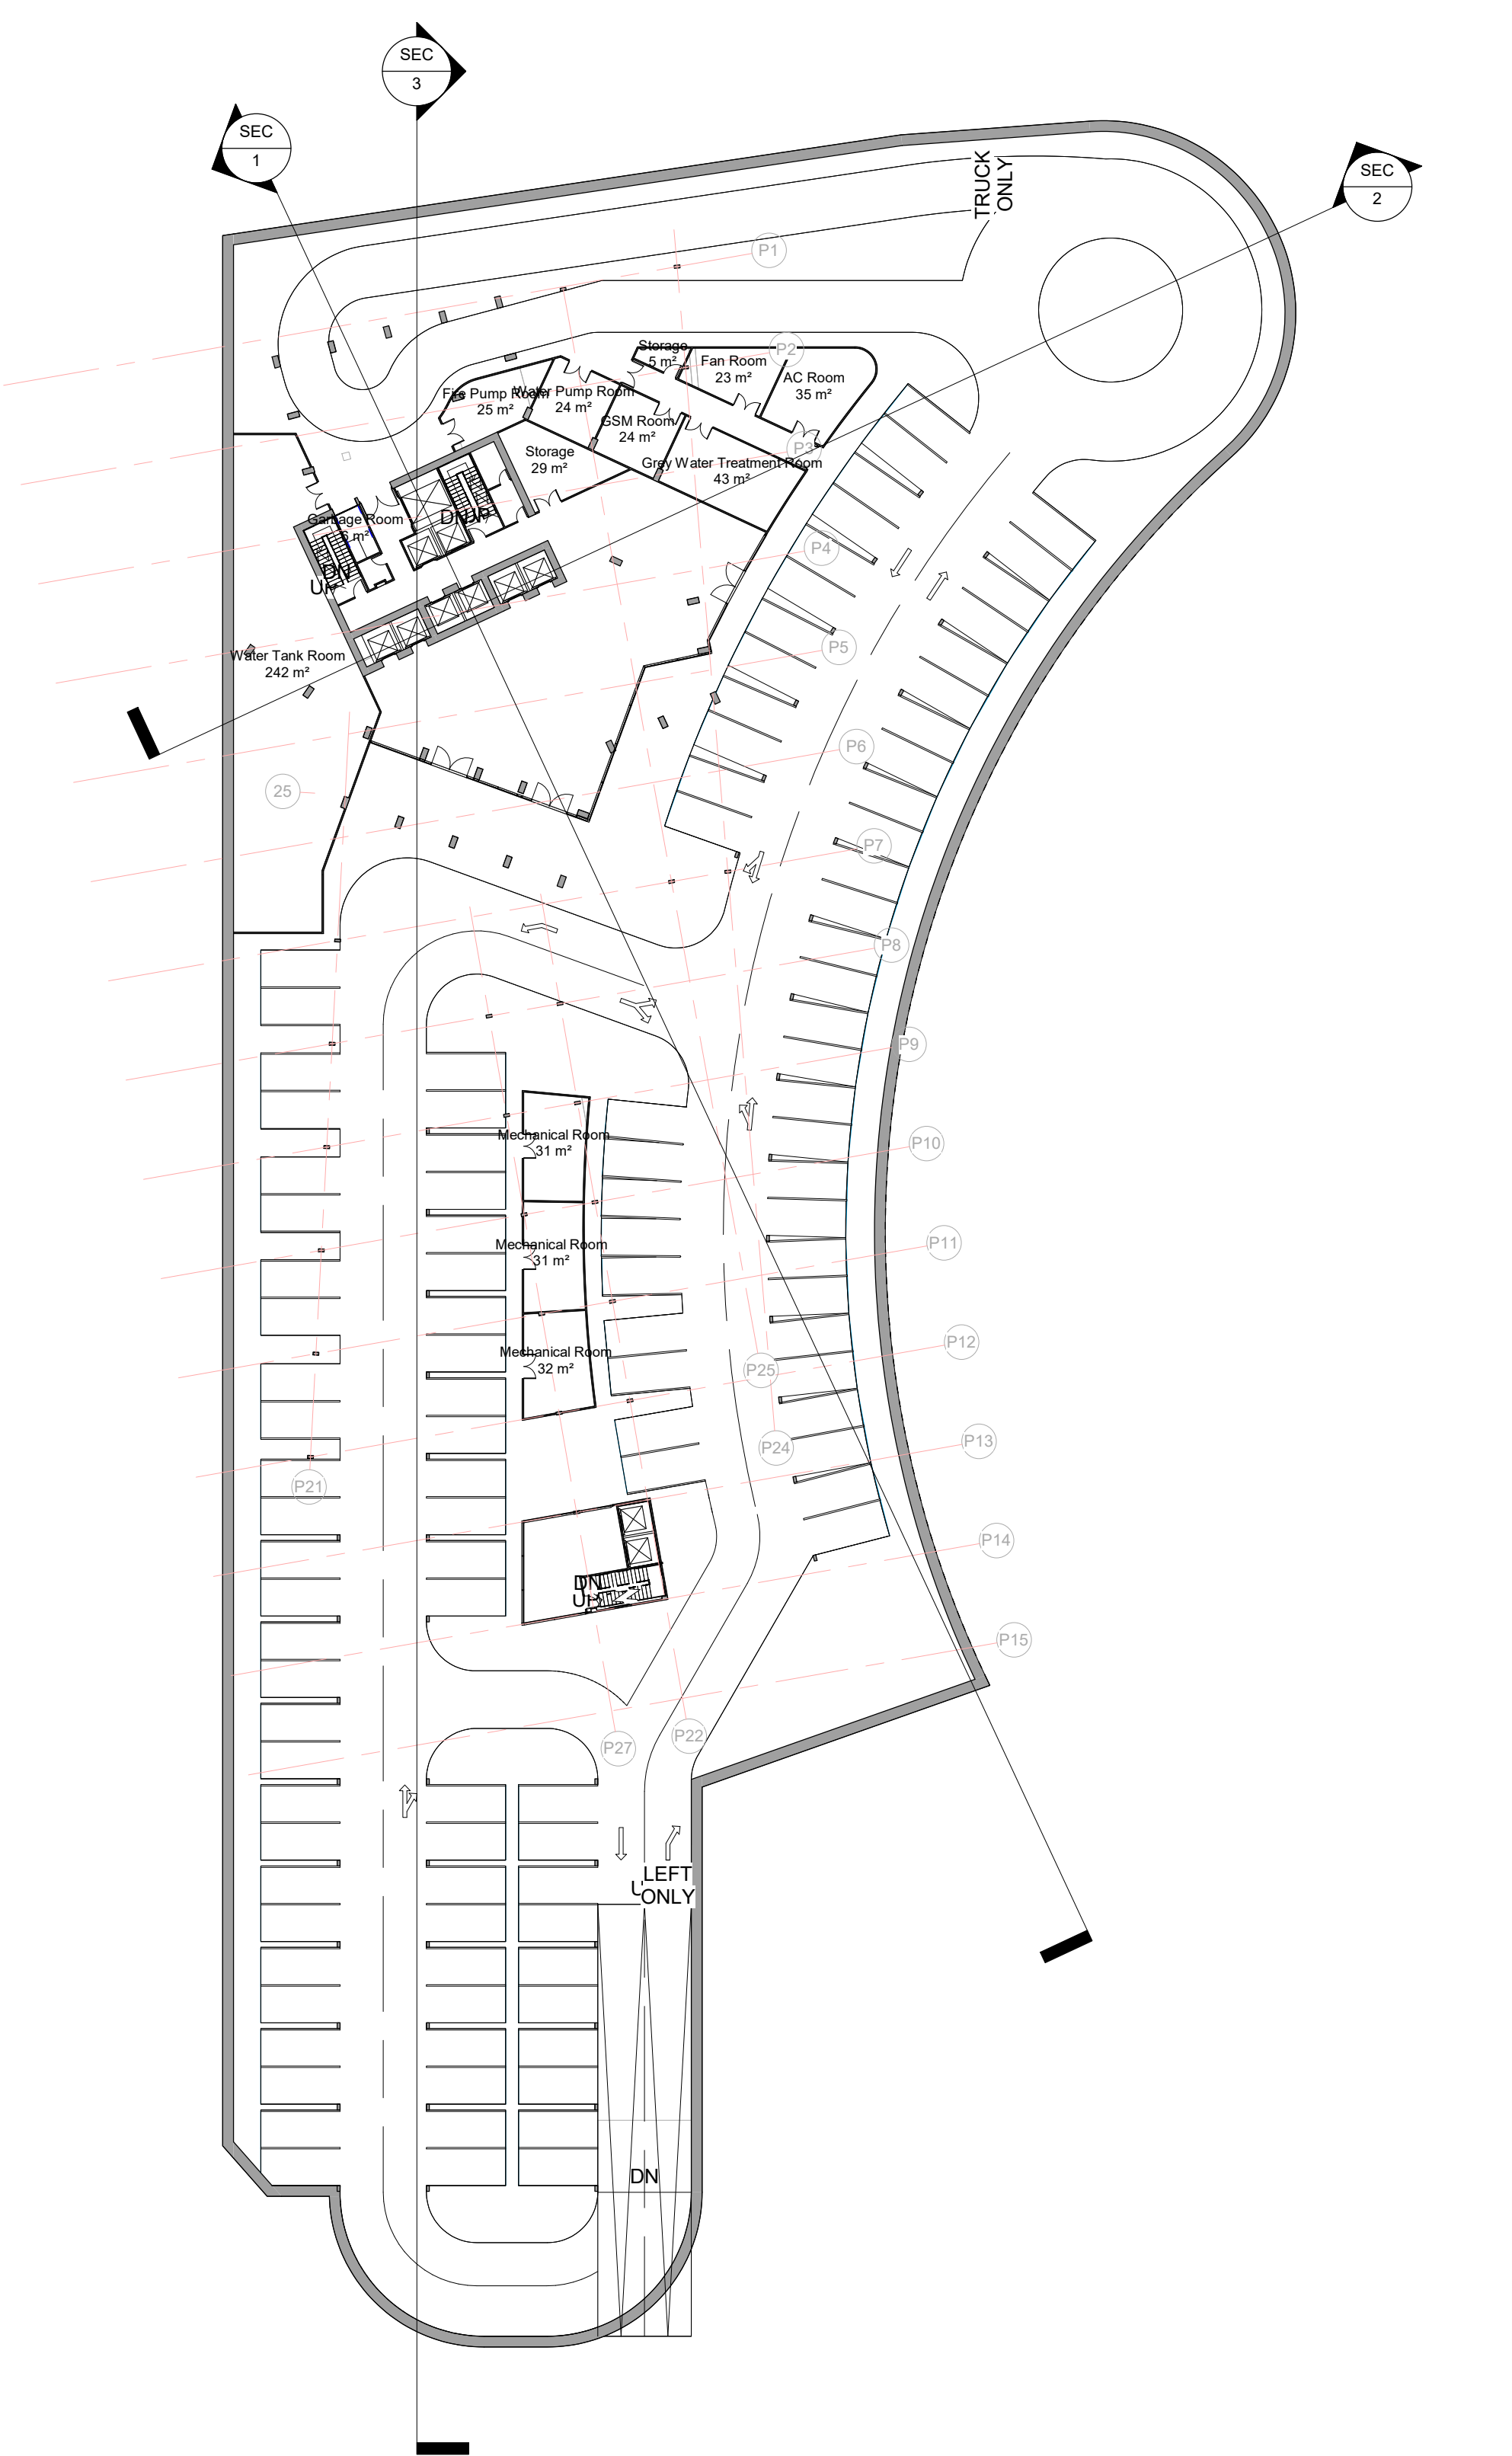 SEC
3
SEC
1
TRUCK
ONLY
SEC
2
P1
Storage
5 m²
P2
Fan Room
23 m²
AC Room
35 m²
Fire Pump Room
25 m²
Water Pump Room
24 m²
GSM Room
24 m²
P3
Storage
29 m²
Grey Water Treatment Room
43 m²
Garbage Room
DN
UP
P4
DN
UP
P5
Water Tank Room
242 m²
P6
25
P7
P8
P9
Mechanical Room
31 m²
P10
Mechanical Room
31 m²
P11
P12
Mechanical Room
32 m²
P25
P24
P13
P21
P14
DN
UP
P15
P22
P27
LEFT
ONLY
DN